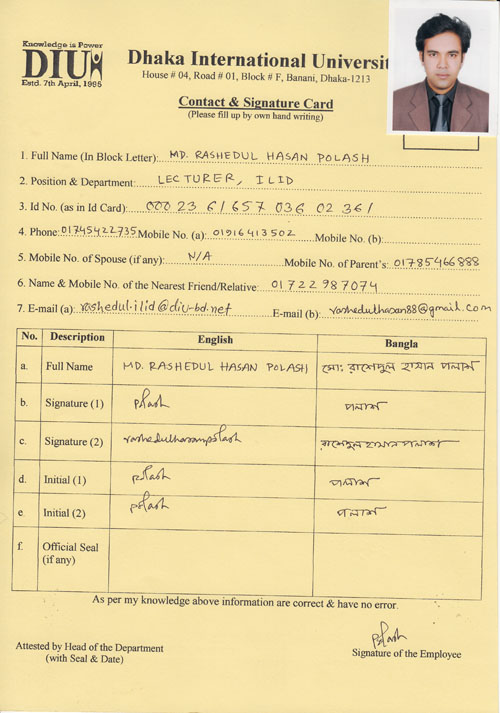 Knowledge is Power
DIU
Estd. 7th April, 1995
Dhaka International Universit
House # 04, Road # 01, Block # F, Banani, Dhaka-1213
Contact & Signature Card
(Please fill up by own hand writing)
1. Full Name (In Block Letter): MD. RASHEDUL HASAN POLASH
2. Position & Department: LECTURER, ILID
3. Id No. (as in Id Card): 000 23 61657 036 02 361
4. Phone: 01745422735 Mobile No. (a): 01916413502 Mobile No. (b):
5. Mobile No. of Spouse (if any): N/A Mobile No. of Parent's: 01785466888
6. Name & Mobile No. of the Nearest Friend/Relative: 01722987074
7. E-mail (a): rashedul.ilid@diu-bd.net E-mail (b): rashedulhasan88@gmail.com
No. Description English Bangla
a. Full Name MD. RASHEDUL HASAN POLASH মো: রাশেদুল হাসান পলাশ
b. Signature (1) polash পলাশ
c. Signature (2) rashedulhasanpolash রাশেদুল হাসান পলাশ
d. Initial (1) polash পলাশ
e. Initial (2) polash পলাশ
f. Official Seal
(if any)
As per my knowledge above information are correct & have no error.
polash
Attested by Head of the Department Signature of the Employee
(with Seal & Date)